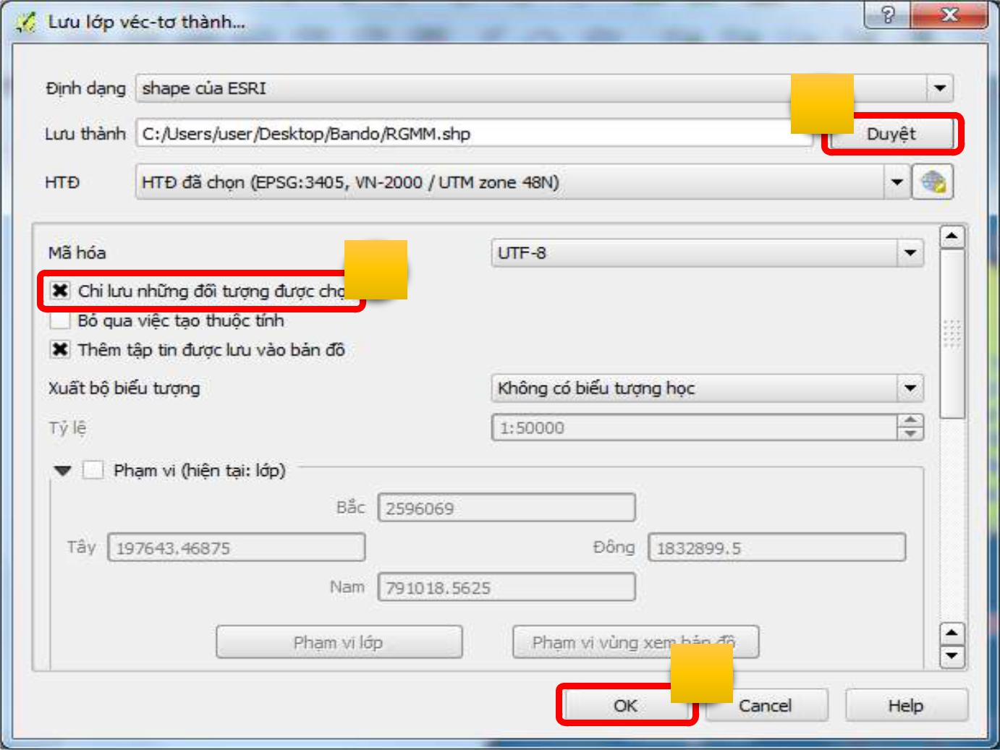 Lưu lớp véc-tơ thành...
Định dạng shape của ESRI
Lưu thành C:/Users/user/Desktop/Bando/RGMM.shp Duyệt
HTĐ HTĐ đã chọn (EPSG:3405, VN-2000 / UTM zone 48N)
Mã hóa UTF-8
Chỉ lưu những đối tượng được
Bỏ qua việc tạo thuộc tính
Thêm tập tin được lưu vào bản đồ
Xuất bộ biểu tượng Không có biểu tượng học
Tỷ lệ 1:50000
Phạm vi (hiện tại: lớp)
Bắc 2596069
Tây 197643.46875 Đông 1832899.5
Nam 791018.5625
Phạm vi lớp Phạm vi vùng xem bản đồ
OK Cancel Help